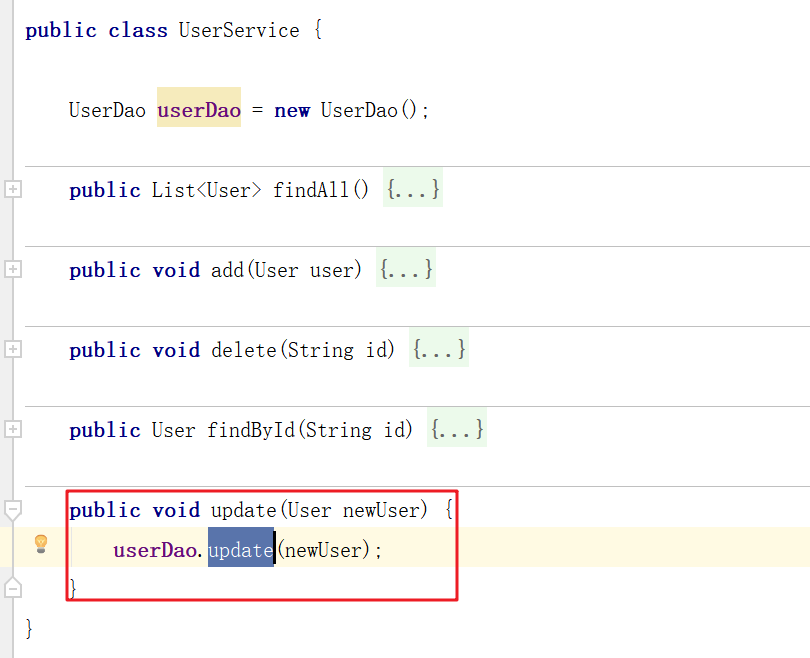 public class UserService {
UserDao userDao = new UserDao();
public List<User> findAll() {...}
public void add(User user) {...}
public void delete(String id) {...}
public User findById(String id) {...}
public void update(User newUser) {
userDao.update(newUser);
}
}